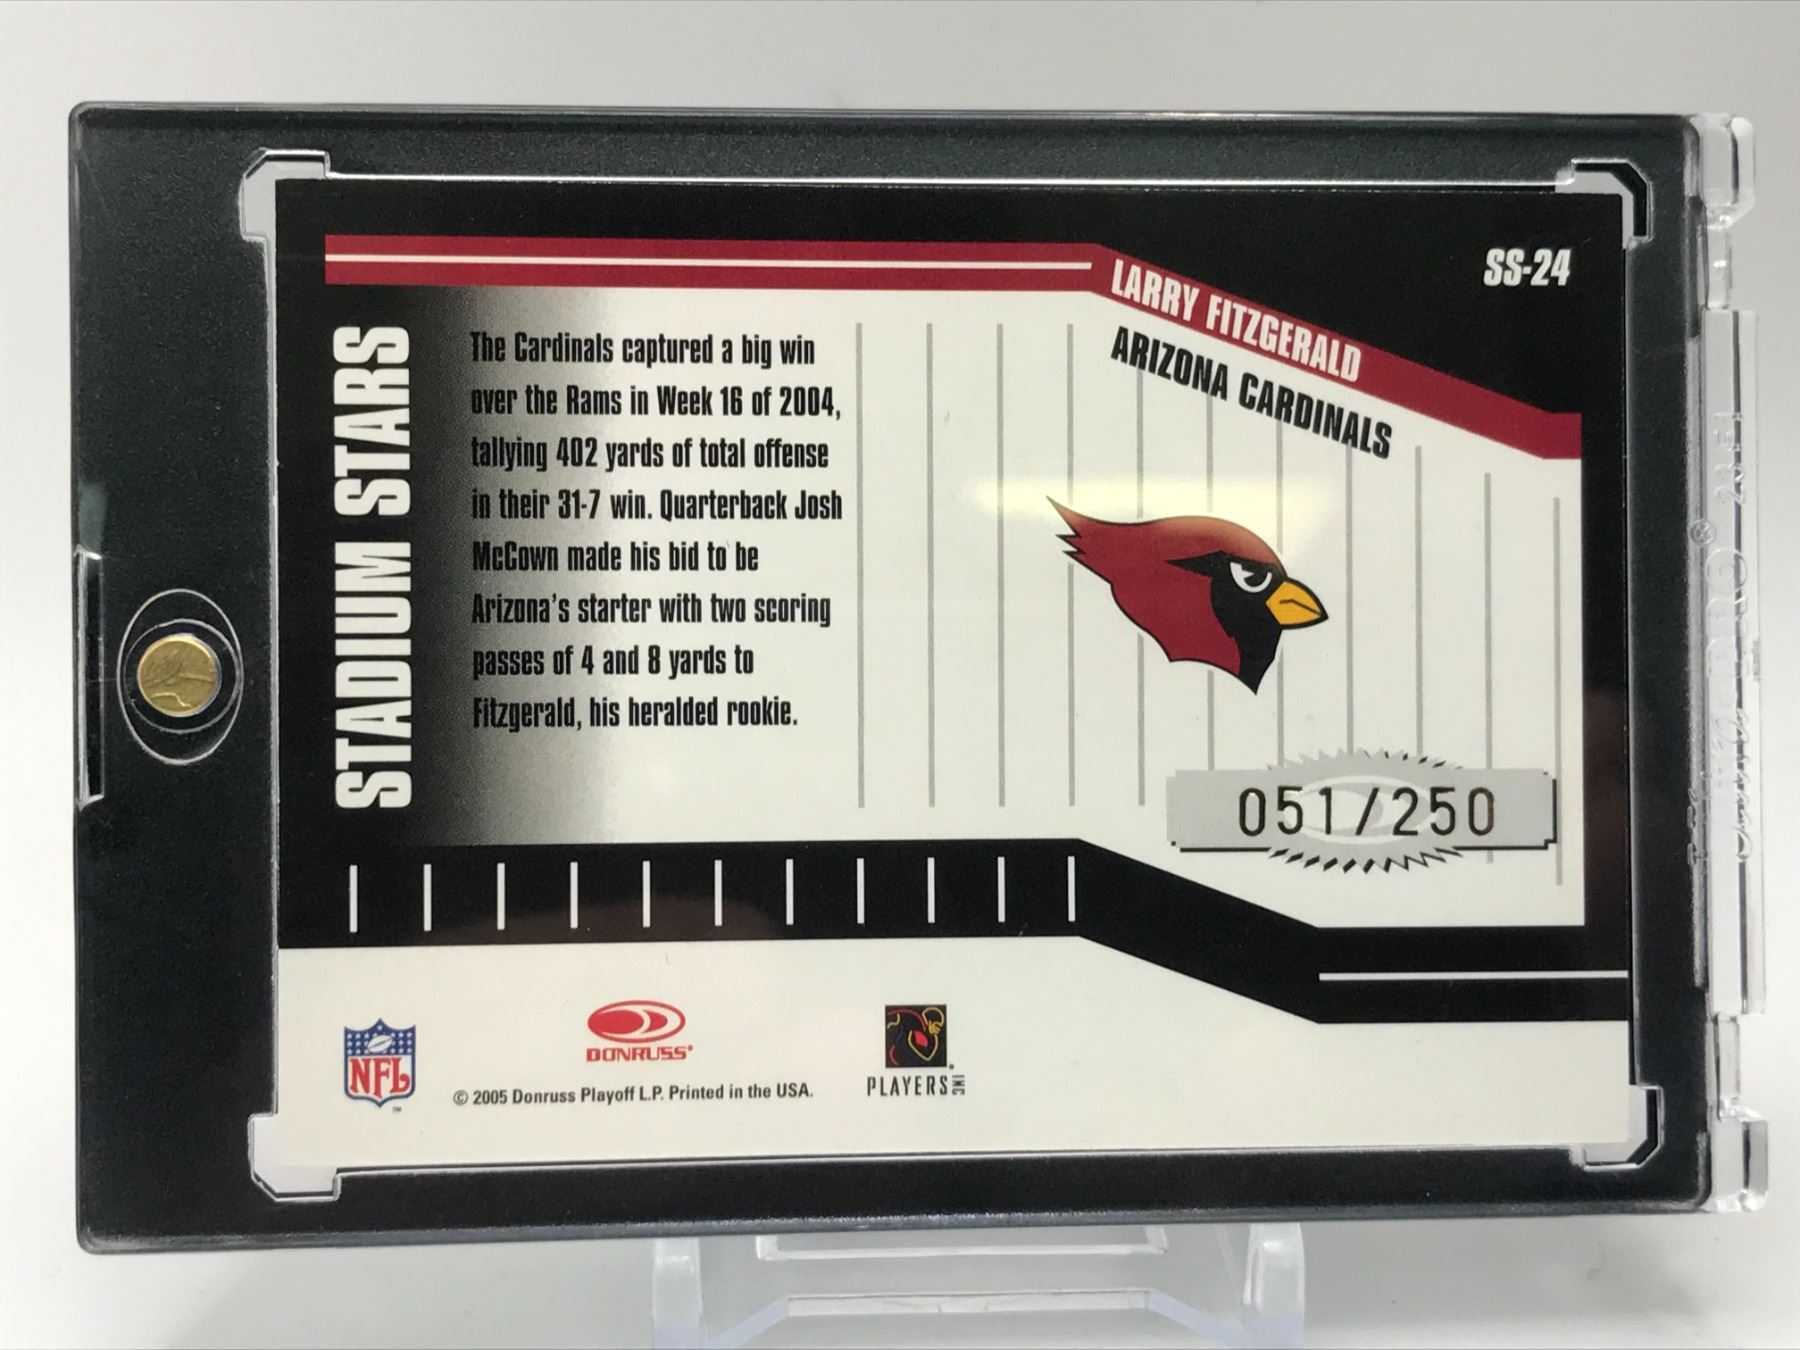 SS-24
LARRY FITZGERALD
ARIZONA CARDINALS
STADIUM STARS
The Cardinals captured a big win
over the Rams in Week 16 of 2004,
tallying 402 yards of total offense
in their 31-7 win. Quarterback Josh
McCown made his bid to be
Arizona's starter with two scoring
passes of 4 and 8 yards to
Fitzgerald, his heralded rookie.
051/250
NFL
™
DONRUSS®
© 2005 Donruss Playoff L.P. Printed in the USA.
PLAYERS INC